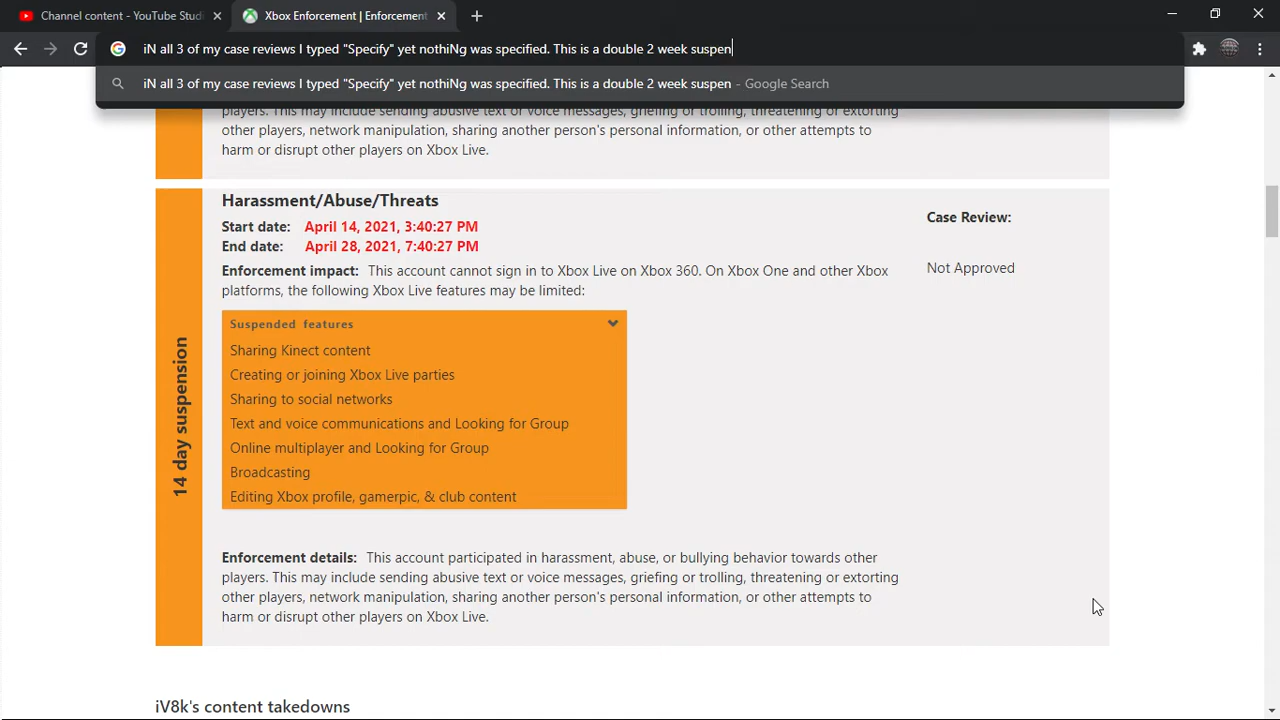 Channel content - YouTube Studi
Xbox Enforcement | Enforcement
iN all 3 of my case reviews I typed "Specify" yet nothiNg was specified. This is a double 2 week suspen
iN all 3 of my case reviews I typed "Specify" yet nothiNg was specified. This is a double 2 week suspen - Google Search
players. This may include sending abusive text or voice messages, griefing or trolling, threatening or extorting
other players, network manipulation, sharing another person's personal information, or other attempts to
harm or disrupt other players on Xbox Live.
14 day suspension
Harassment/Abuse/Threats
Start date: April 14, 2021, 3:40:27 PM
End date: April 28, 2021, 7:40:27 PM
Enforcement impact: This account cannot sign in to Xbox Live on Xbox 360. On Xbox One and other Xbox
platforms, the following Xbox Live features may be limited:
Suspended features
Sharing Kinect content
Creating or joining Xbox Live parties
Sharing to social networks
Text and voice communications and Looking for Group
Online multiplayer and Looking for Group
Broadcasting
Editing Xbox profile, gamerpic, & club content
Enforcement details: This account participated in harassment, abuse, or bullying behavior towards other
players. This may include sending abusive text or voice messages, griefing or trolling, threatening or extorting
other players, network manipulation, sharing another person's personal information, or other attempts to
harm or disrupt other players on Xbox Live.
Case Review:
Not Approved
iV8k's content takedowns